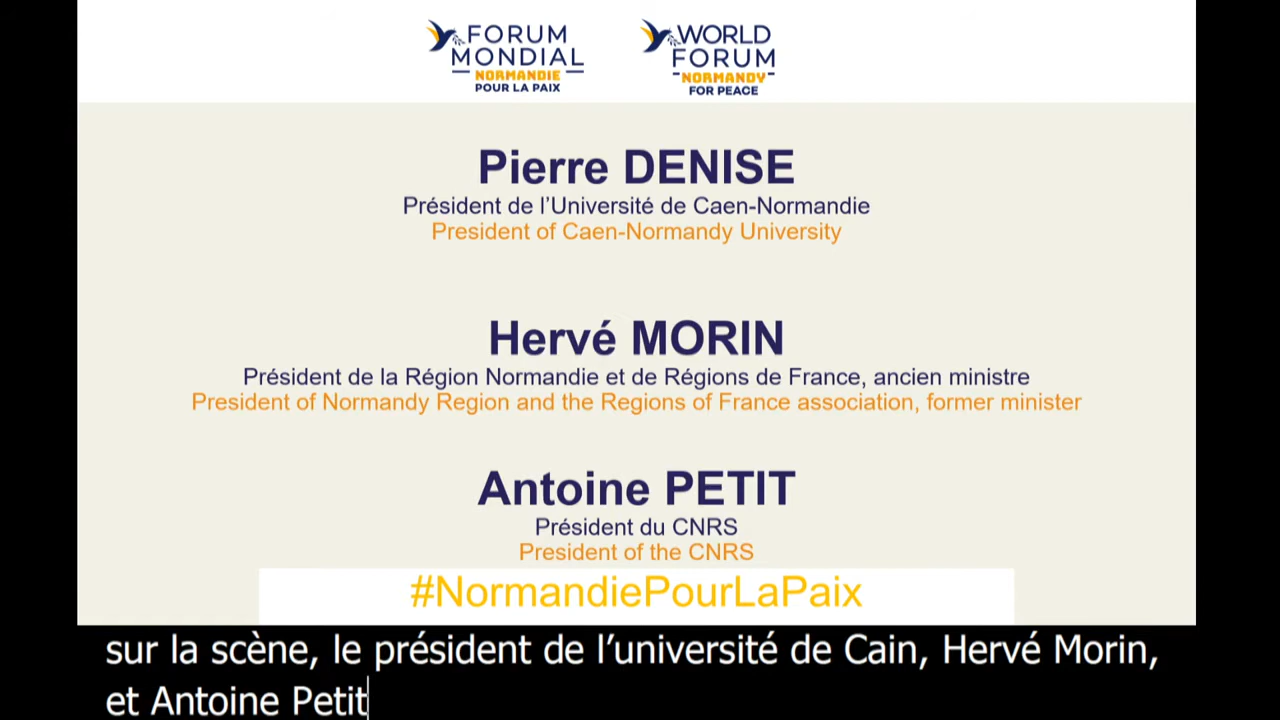 FORUM
MONDIAL
NORMANDIE
POUR LA PAIX
WORLD
FORUM
NORMANDY
FOR PEACE
Pierre DENISE
Président de l’Université de Caen-Normandie
President of Caen-Normandy University
Hervé MORIN
Président de la Région Normandie et de Régions de France, ancien ministre
President of Normandy Region and the Regions of France association, former minister
Antoine PETIT
Président du CNRS
President of the CNRS
#NormandiePourLaPaix
sur la scène, le président de l’université de Cain, Hervé Morin,
et Antoine Petit